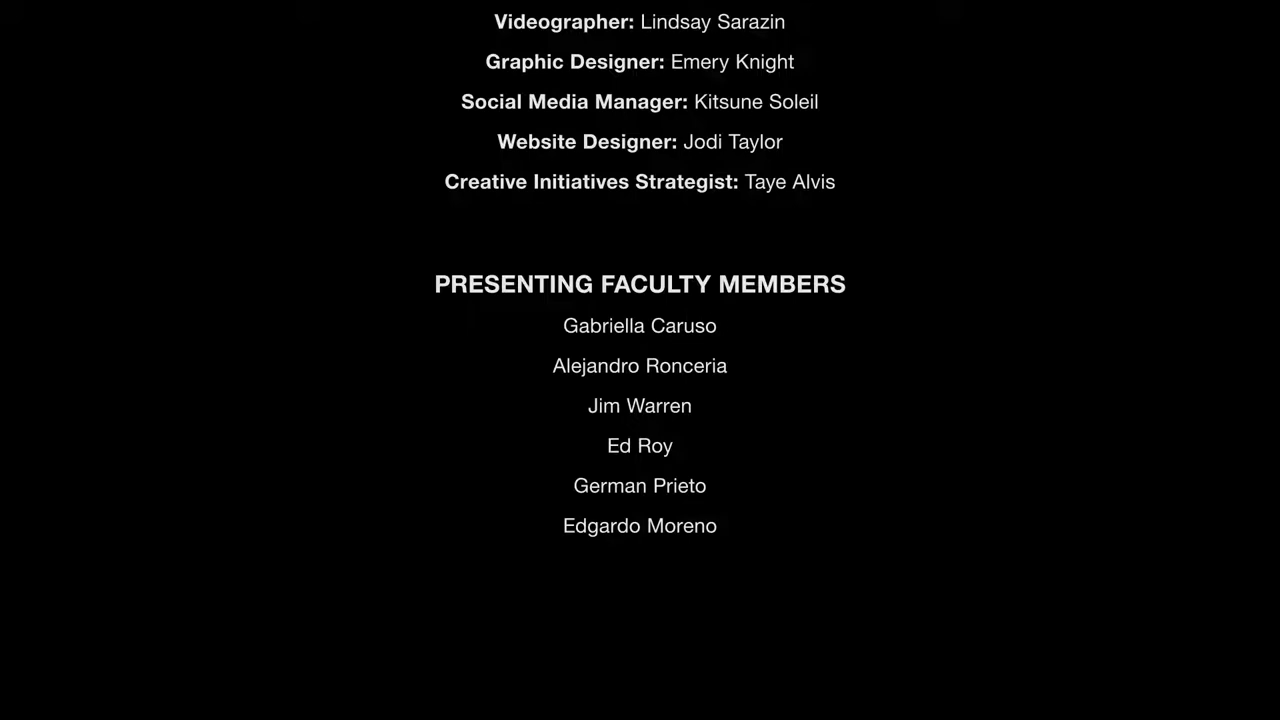 Videographer: Lindsay Sarazin
Graphic Designer: Emery Knight
Social Media Manager: Kitsune Soleil
Website Designer: Jodi Taylor
Creative Initiatives Strategist: Taye Alvis
PRESENTING FACULTY MEMBERS
Gabriella Caruso
Alejandro Ronceria
Jim Warren
Ed Roy
German Prieto
Edgardo Moreno